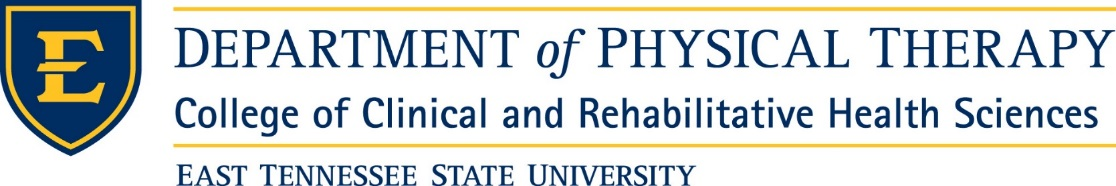 E
DEPARTMENT of PHYSICAL THERAPY
College of Clinical and Rehabilitative Health Sciences
EAST TENNESSEE STATE UNIVERSITY